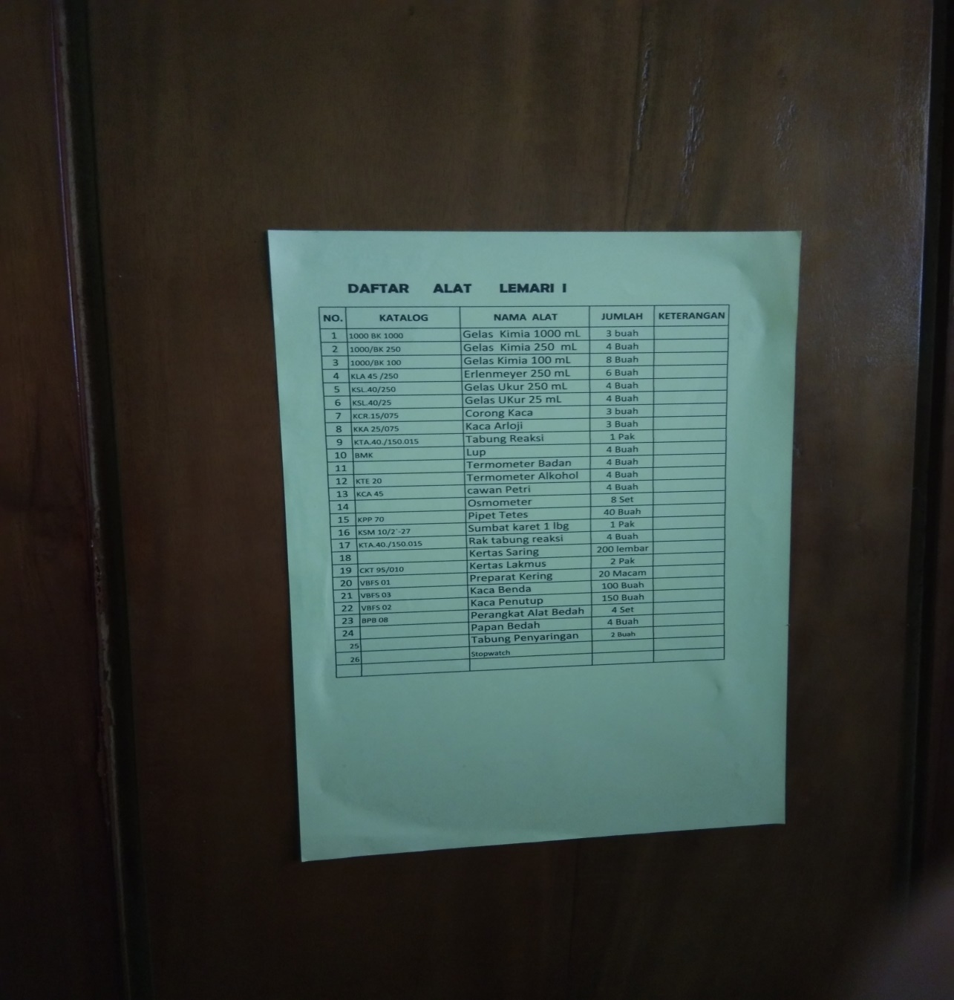 DAFTAR ALAT LEMARI I
NO. KATALOG NAMA ALAT JUMLAH KETERANGAN
1 1000 BK 1000 Gelas Kimia 1000 mL 3 buah
2 1000/BK 250 Gelas Kimia 250 mL 4 Buah
3 1000/BK 100 Gelas Kimia 100 mL 8 Buah
4 KLA 45 /250 Erlenmeyer 250 mL 6 Buah
5 KSL.40/250 Gelas Ukur 250 mL 4 Buah
6 KSL.40/25 Gelas UKur 25 mL 4 Buah
7 KCR.15/075 Corong Kaca 3 buah
8 KKA 25/075 Kaca Arloji 3 Buah
9 KTA.40./150.015 Tabung Reaksi 1 Pak
10 BMK Lup 4 Buah
11 Termometer Badan 4 Buah
12 KTE 20 Termometer Alkohol 4 Buah
13 KCA 45 cawan Petri 4 Buah
14 Osmometer 8 Set
15 KPP 70 Pipet Tetes 40 Buah
16 KSM 10/2`-27 Sumbat karet 1 lbg 1 Pak
17 KTA.40./150.015 Rak tabung reaksi 4 Buah
18 Kertas Saring 200 lembar
19 CKT 95/010 Kertas Lakmus 2 Pak
20 VBFS 01 Preparat Kering 20 Macam
21 VBFS 03 Kaca Benda 100 Buah
22 VBFS 02 Kaca Penutup 150 Buah
23 BPB 08 Perangkat Alat Bedah 4 Set
24 Papan Bedah 4 Buah
25 Tabung Penyaringan 2 Buah
26 Stopwatch